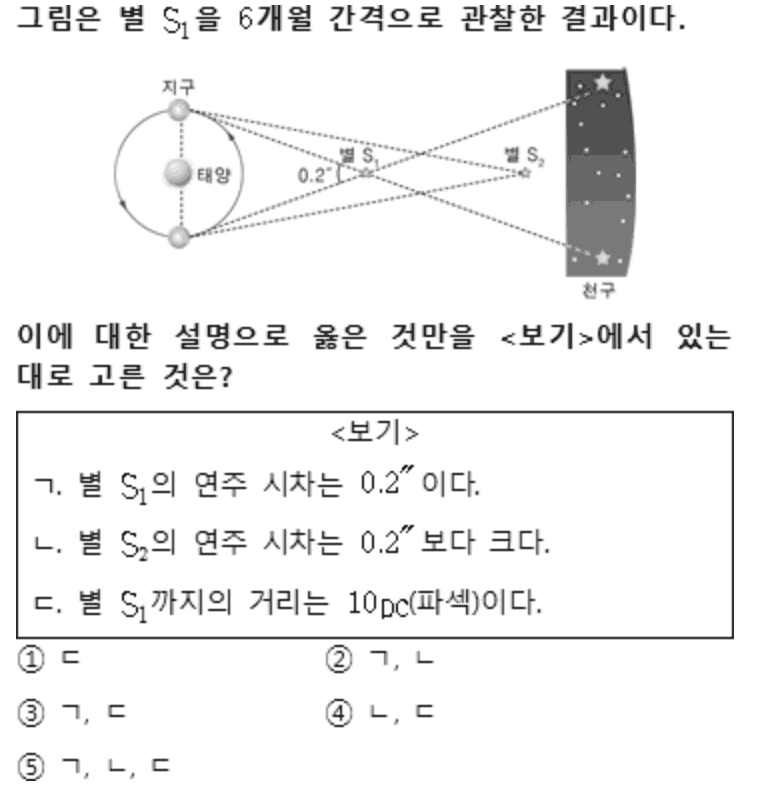 그림은 별 S₁을 6개월 간격으로 관찰한 결과이다.
지구
태양
0.2″
별 S₁
별 S₂
천구
이에 대한 설명으로 옳은 것만을 <보기>에서 있는
대로 고른 것은?
<보기>
ㄱ. 별 S₁의 연주 시차는 0.2″이다.
ㄴ. 별 S₂의 연주 시차는 0.2″보다 크다.
ㄷ. 별 S₁까지의 거리는 10pc(파섹)이다.
① ㄷ ② ㄱ, ㄴ
③ ㄱ, ㄷ ④ ㄴ, ㄷ
⑤ ㄱ, ㄴ, ㄷ